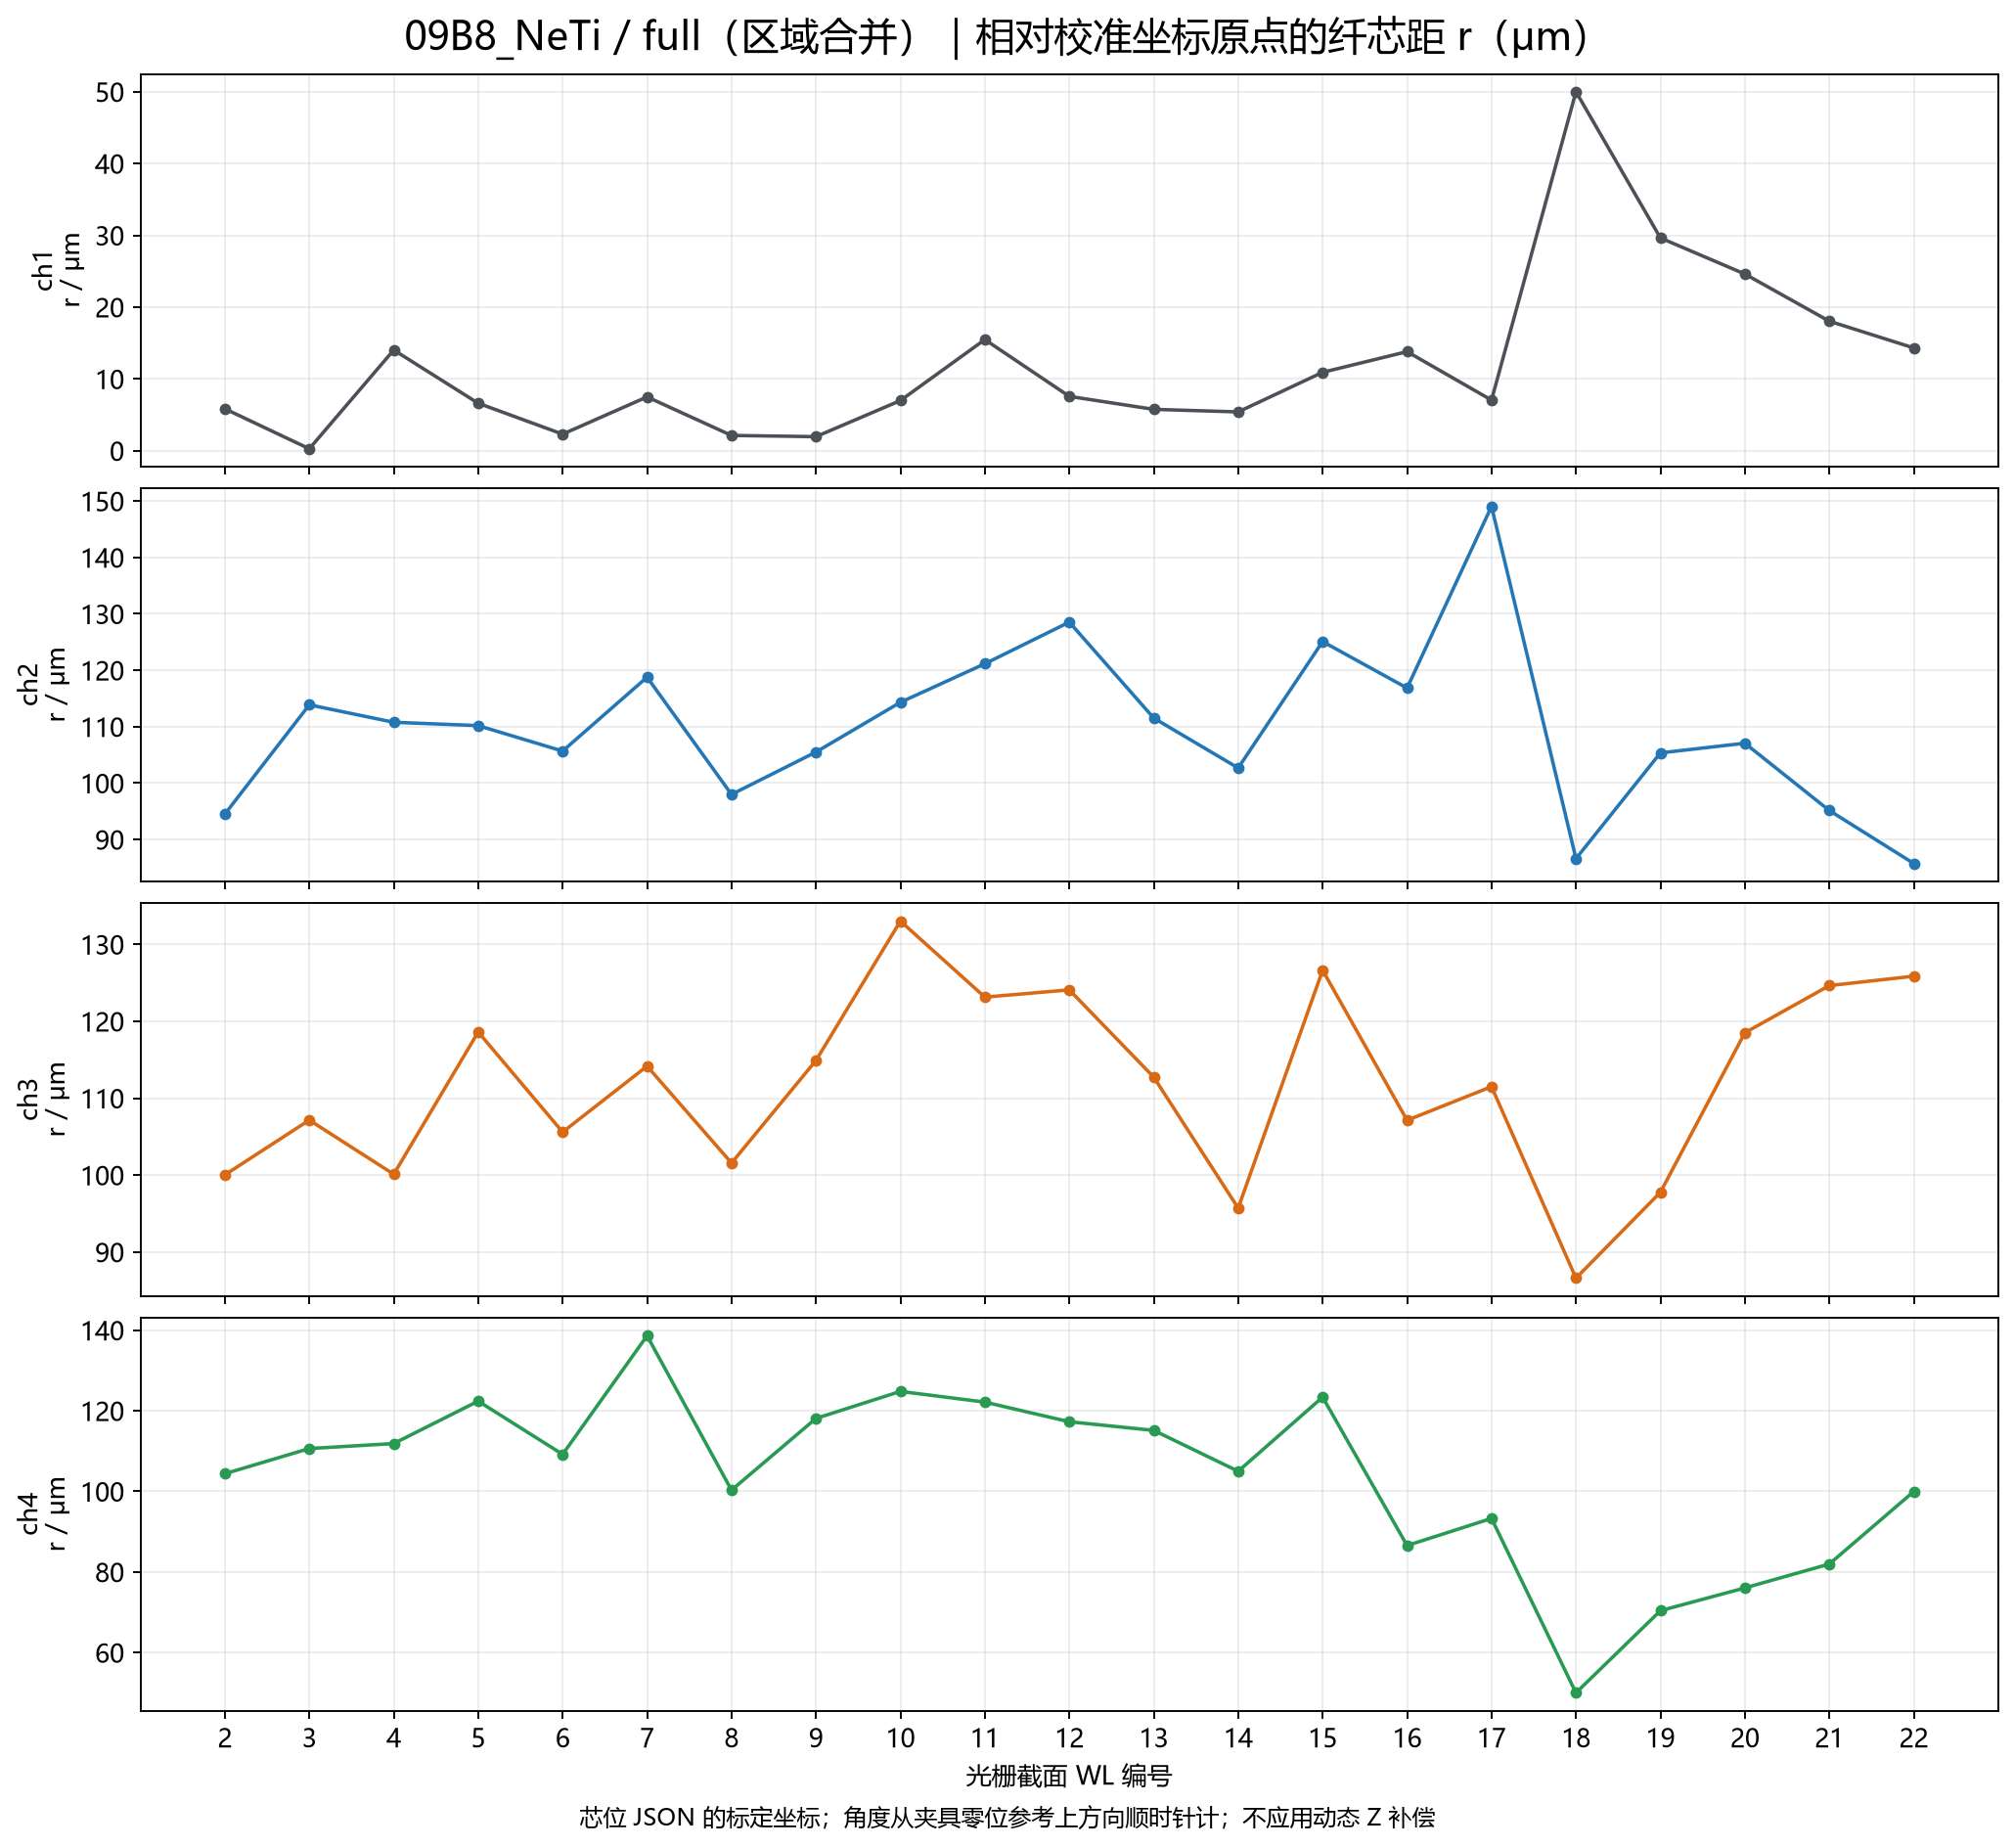 09B8_NeTi / full（区域合并）｜相对校准坐标原点的纤芯距 r（μm）
50
40
30
20
10
0
ch1
r / μm
150
140
130
120
110
100
90
ch2
r / μm
130
120
110
100
90
ch3
r / μm
140
120
100
80
60
ch4
r / μm
2 3 4 5 6 7 8 9 10 11 12 13 14 15 16 17 18 19 20 21 22
光栅截面 WL 编号
芯位 JSON 的标定坐标；角度从夹具零位参考上方向顺时针计；不应用动态 Z 补偿